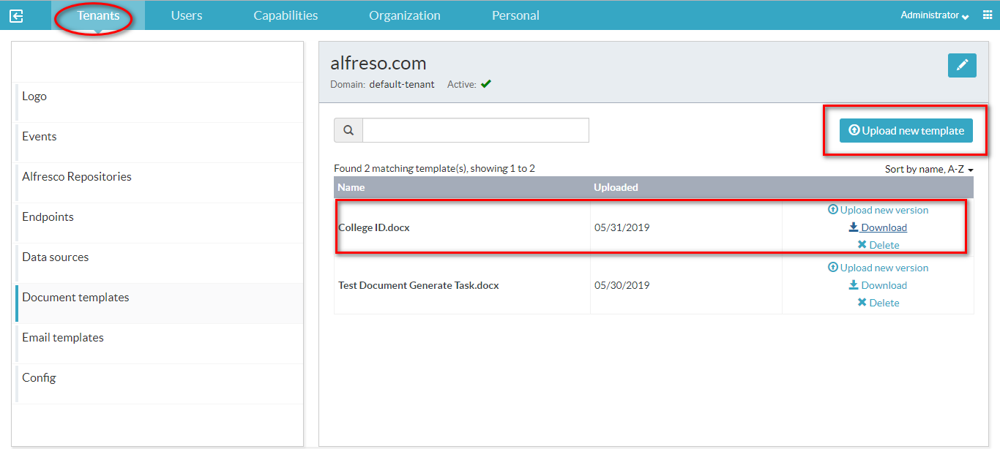 Tenants Users Capabilities Organization Personal Administrator
Logo
Events
Alfresco Repositories
Endpoints
Data sources
Document templates
Email templates
Config
alfreso.com
Domain: default-tenant Active:
Upload new template
Found 2 matching template(s), showing 1 to 2 Sort by name, A-Z
Name Uploaded
College ID.docx 05/31/2019
Upload new version
Download
Delete
Test Document Generate Task.docx 05/30/2019
Upload new version
Download
Delete